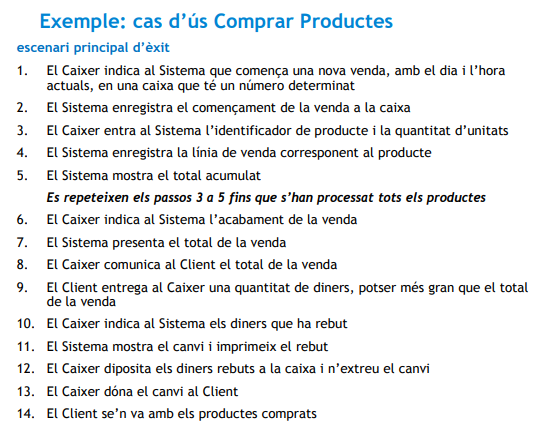 Exemple: cas d'ús Comprar Productes
escenari principal d'èxit
1. El Caixer indica al Sistema que comença una nova venda, amb el dia i l'hora
actuals, en una caixa que té un número determinat
2. El Sistema enregistra el començament de la venda a la caixa
3. El Caixer entra al Sistema l'identificador de producte i la quantitat d'unitats
4. El Sistema enregistra la línia de venda corresponent al producte
5. El Sistema mostra el total acumulat
Es repeteixen els passos 3 a 5 fins que s'han processat tots els productes
6. El Caixer indica al Sistema l'acabament de la venda
7. El Sistema presenta el total de la venda
8. El Caixer comunica al Client el total de la venda
9. El Client entrega al Caixer una quantitat de diners, potser més gran que el total
de la venda
10. El Caixer indica al Sistema els diners que ha rebut
11. El Sistema mostra el canvi i imprimeix el rebut
12. El Caixer diposita els diners rebuts a la caixa i n'extreu el canvi
13. El Caixer dóna el canvi al Client
14. El Client se'n va amb els productes comprats